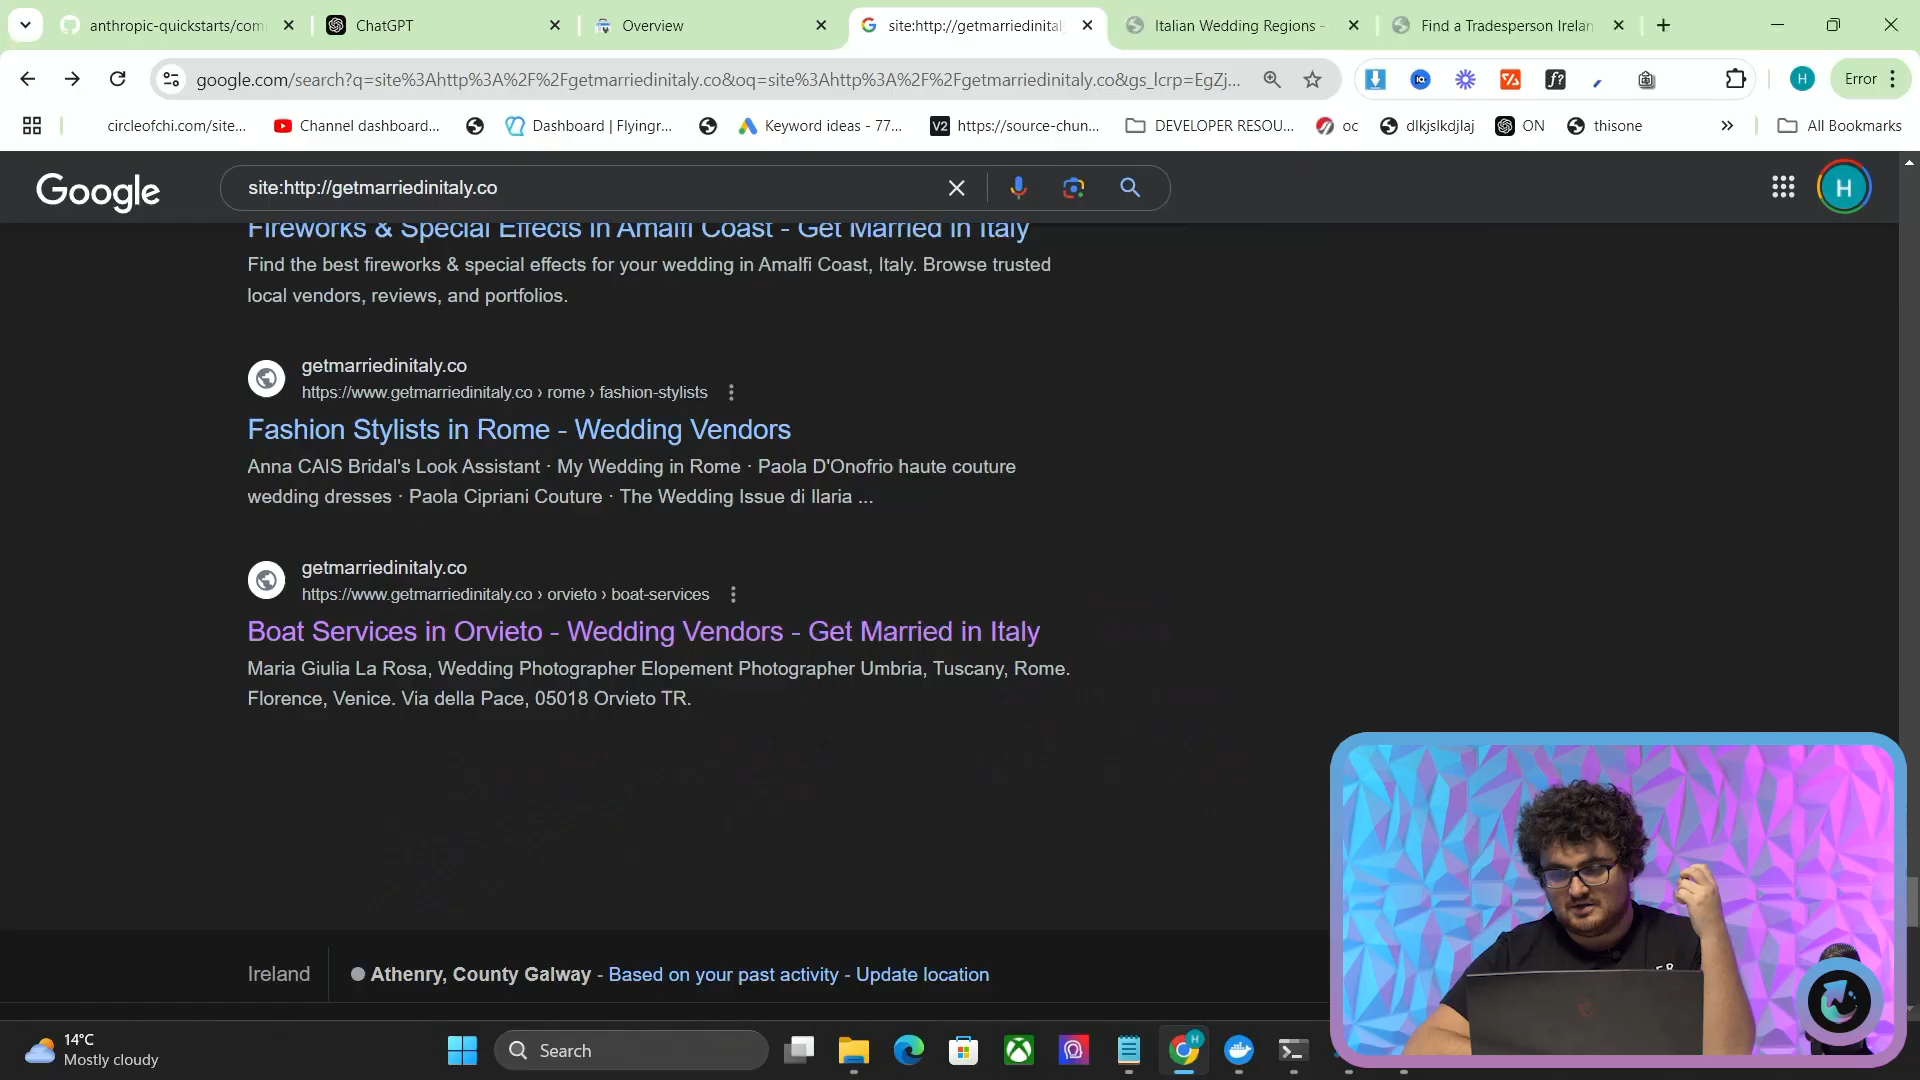 anthropic-quickstarts/com
ChatGPT
Overview
site:http://getmarriedinital
Italian Wedding Regions -
Find a Tradesperson Irelan
google.com/search?q=site%3Ahttp%3A%2F%2Fgetmarriedinitaly.co&oq=site%3Ahttp%3A%2F%2Fgetmarriedinitaly.co&gs_lcrp=EgZj...
H
Error
circleofchi.com/site...
Channel dashboard...
Dashboard | Flyingr...
Keyword ideas - 77...
V2 https://source-chun...
DEVELOPER RESOU...
oc
dlkjslkdjlaj
ON
thisone
All Bookmarks
Google
site:http://getmarriedinitaly.co
H
Fireworks & Special Effects in Amalfi Coast - Get Married in Italy
Find the best fireworks & special effects for your wedding in Amalfi Coast, Italy. Browse trusted
local vendors, reviews, and portfolios.
getmarriedinitaly.co
https://www.getmarriedinitaly.co › rome › fashion-stylists
Fashion Stylists in Rome - Wedding Vendors
Anna CAIS Bridal's Look Assistant · My Wedding in Rome · Paola D'Onofrio haute couture
wedding dresses · Paola Cipriani Couture · The Wedding Issue di Ilaria ...
getmarriedinitaly.co
https://www.getmarriedinitaly.co › orvieto › boat-services
Boat Services in Orvieto - Wedding Vendors - Get Married in Italy
Maria Giulia La Rosa, Wedding Photographer Elopement Photographer Umbria, Tuscany, Rome.
Florence, Venice. Via della Pace, 05018 Orvieto TR.
Ireland
Athenry, County Galway - Based on your past activity - Update location
14°C
Mostly cloudy
Search
H